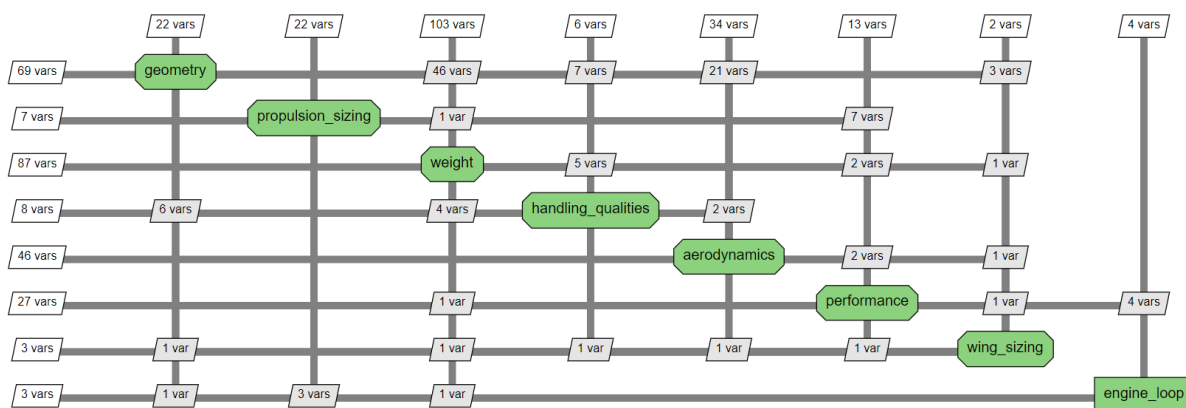 22 vars 22 vars 103 vars 6 vars 34 vars 13 vars 2 vars 4 vars
69 vars geometry 46 vars 7 vars 21 vars 3 vars
7 vars propulsion_sizing 1 var 7 vars
87 vars weight 5 vars 2 vars 1 var
8 vars 6 vars 4 vars handling_qualities 2 vars
46 vars aerodynamics 2 vars 1 var
27 vars 1 var performance 1 var 4 vars
3 vars 1 var 1 var 1 var 1 var 1 var wing_sizing
3 vars 1 var 3 vars 1 var engine_loop